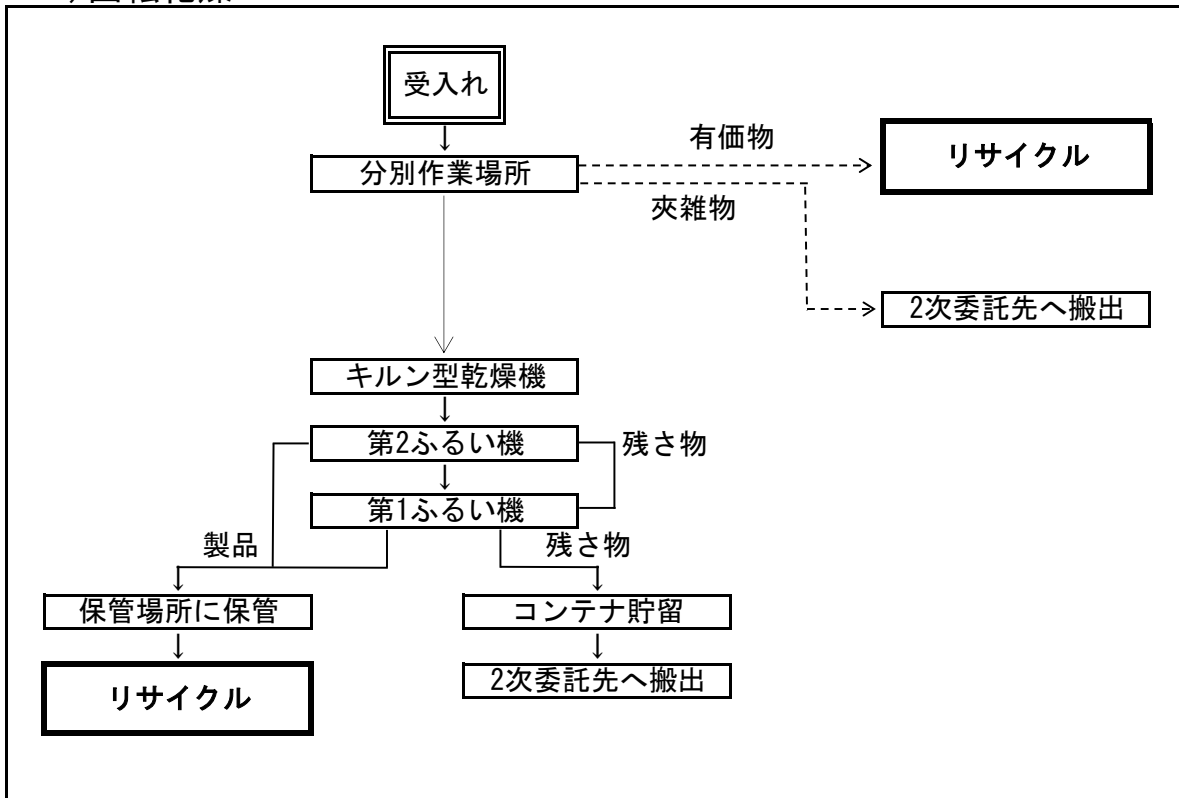 受入れ
有価物
リサイクル
分別作業場所
夾雑物
2次委託先へ搬出
キルン型乾燥機
第2ふるい機
残さ物
第1ふるい機
製品
残さ物
保管場所に保管
コンテナ貯留
2次委託先へ搬出
リサイクル